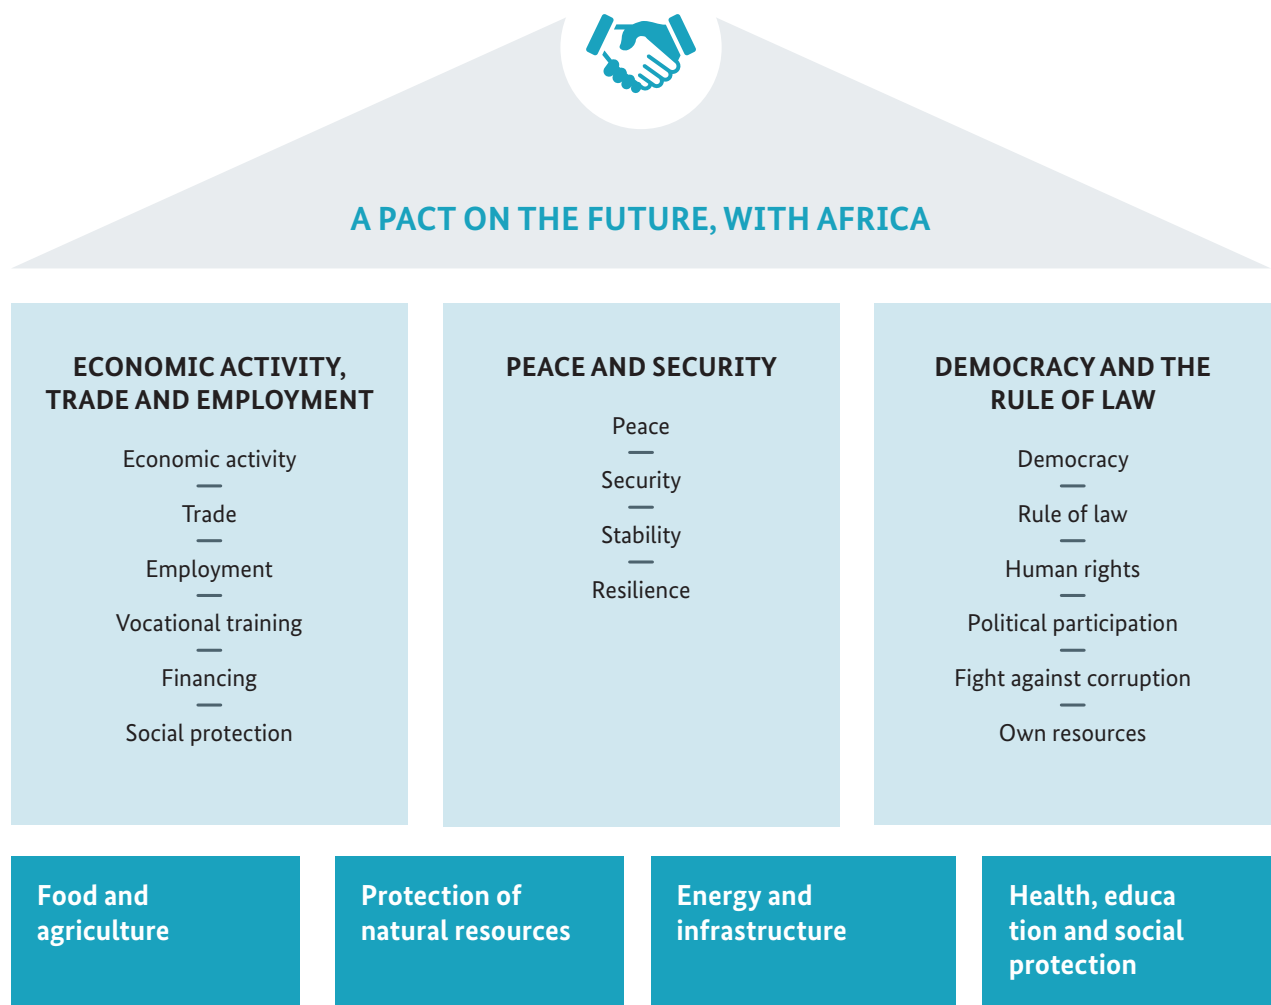 A PACT ON THE FUTURE, WITH AFRICA
ECONOMIC ACTIVITY,
TRADE AND EMPLOYMENT
Economic activity
Trade
Employment
Vocational training
Financing
Social protection
PEACE AND SECURITY
Peace
Security
Stability
Resilience
DEMOCRACY AND THE
RULE OF LAW
Democracy
Rule of law
Human rights
Political participation
Fight against corruption
Own resources
Food and
agriculture
Protection of
natural resources
Energy and
infrastructure
Health, educa
tion and social
protection